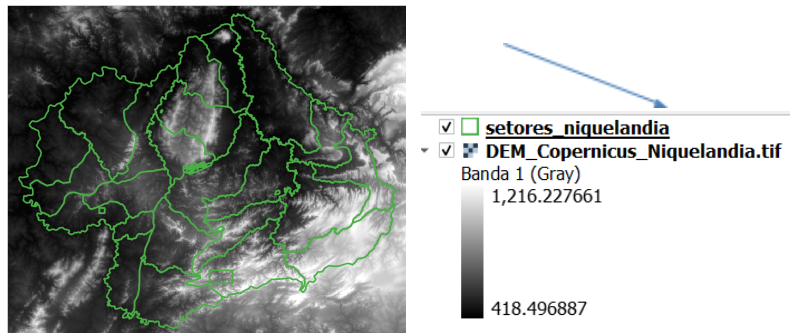 setores_niquelandia
DEM_Copernicus_Niquelandia.tif
Banda 1 (Gray)
1,216.227661
418.496887